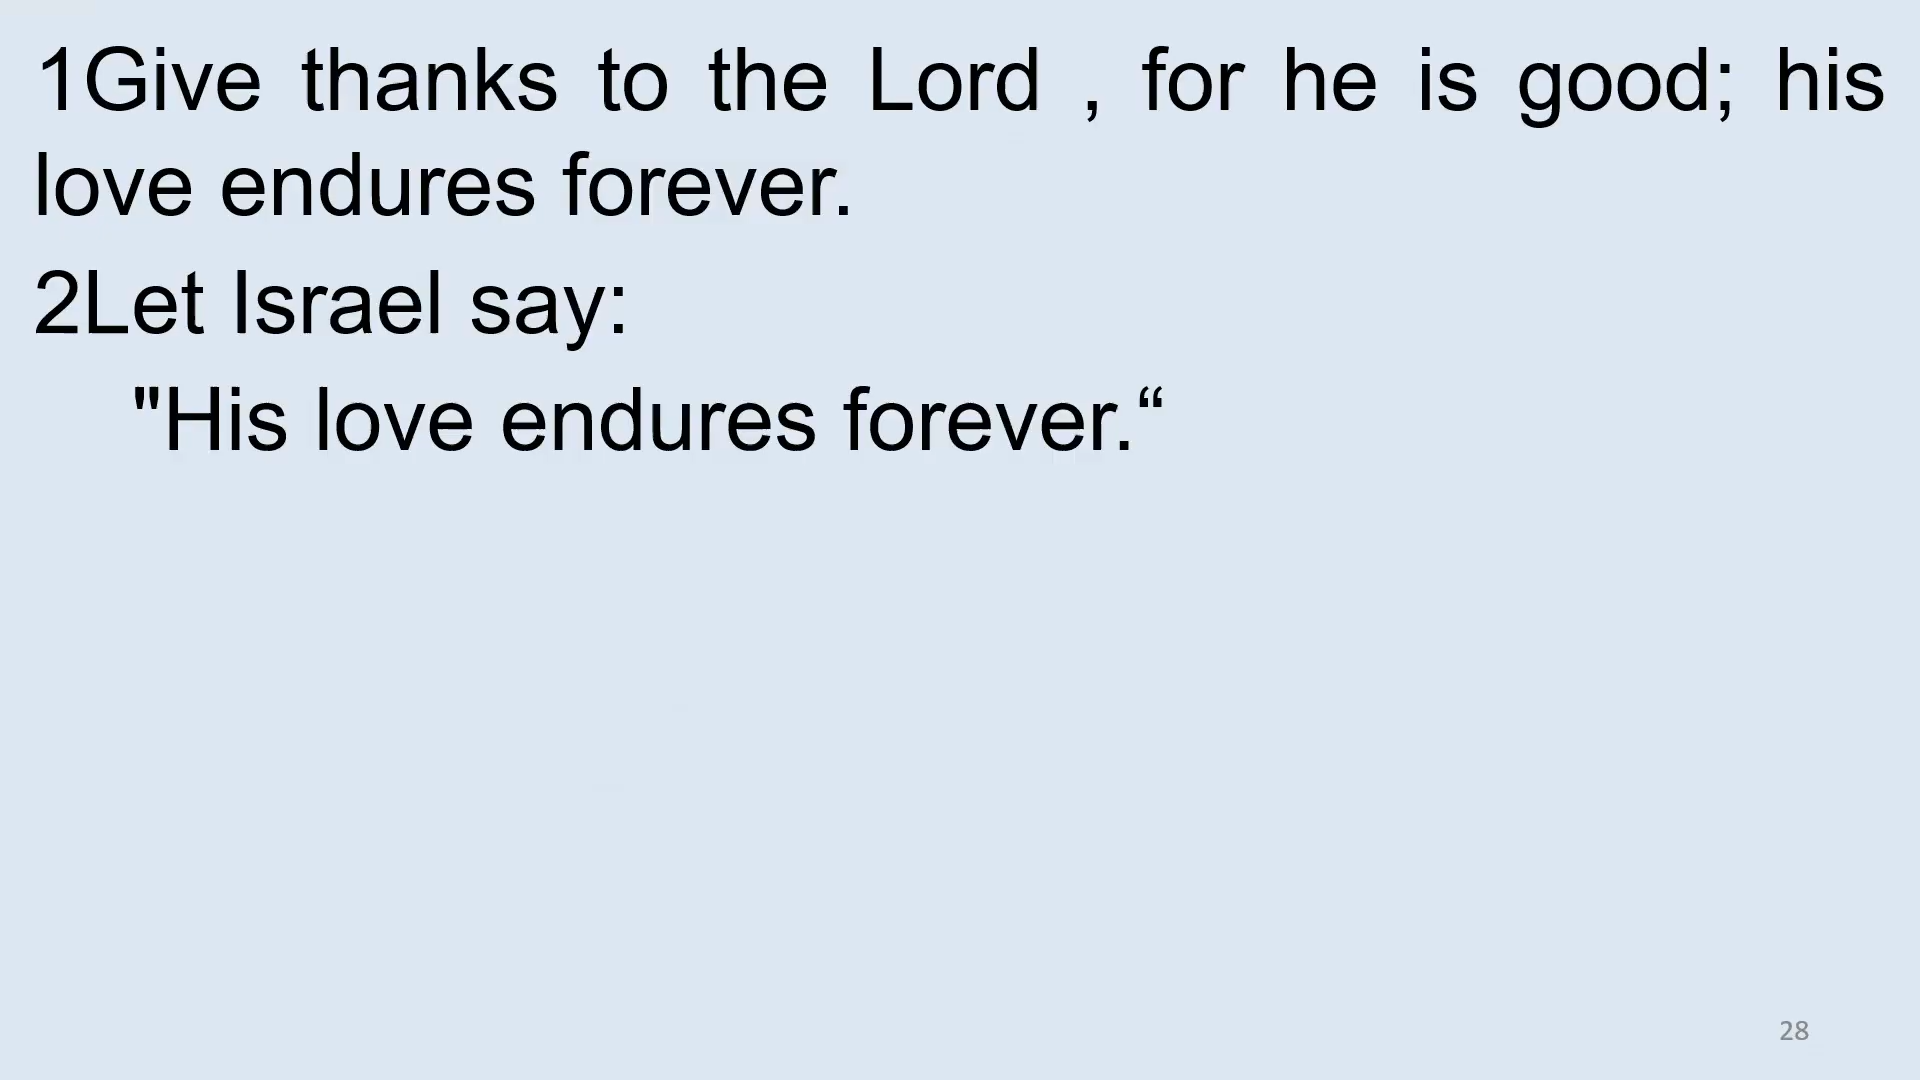 1Give thanks to the Lord , for he is good; his
love endures forever.
2Let Israel say:
"His love endures forever.“
28